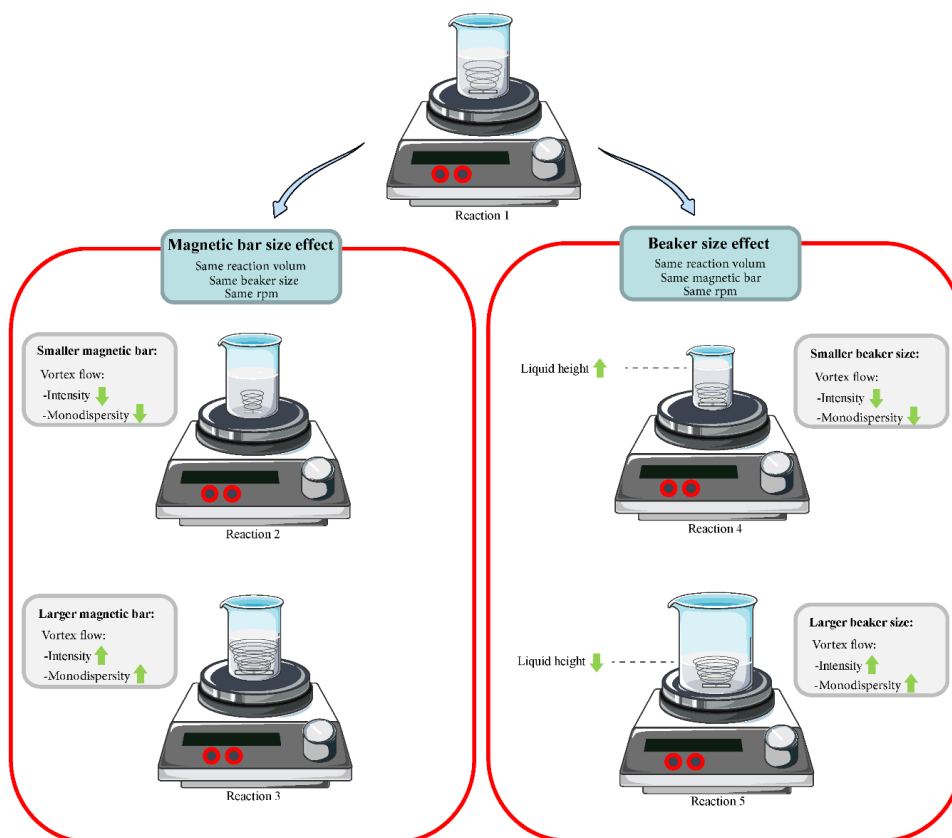 Reaction 1
Magnetic bar size effect
Same reaction volum
Same beaker size
Same rpm
Smaller magnetic bar:
Vortex flow:
-Intensity
-Monodispersity
Reaction 2
Larger magnetic bar:
Vortex flow:
-Intensity
-Monodispersity
Reaction 3
Beaker size effect
Same reaction volum
Same magnetic bar
Same rpm
Liquid height
Smaller beaker size:
Vortex flow:
-Intensity
-Monodispersity
Reaction 4
Liquid height
Larger beaker size:
Vortex flow:
-Intensity
-Monodispersity
Reaction 5